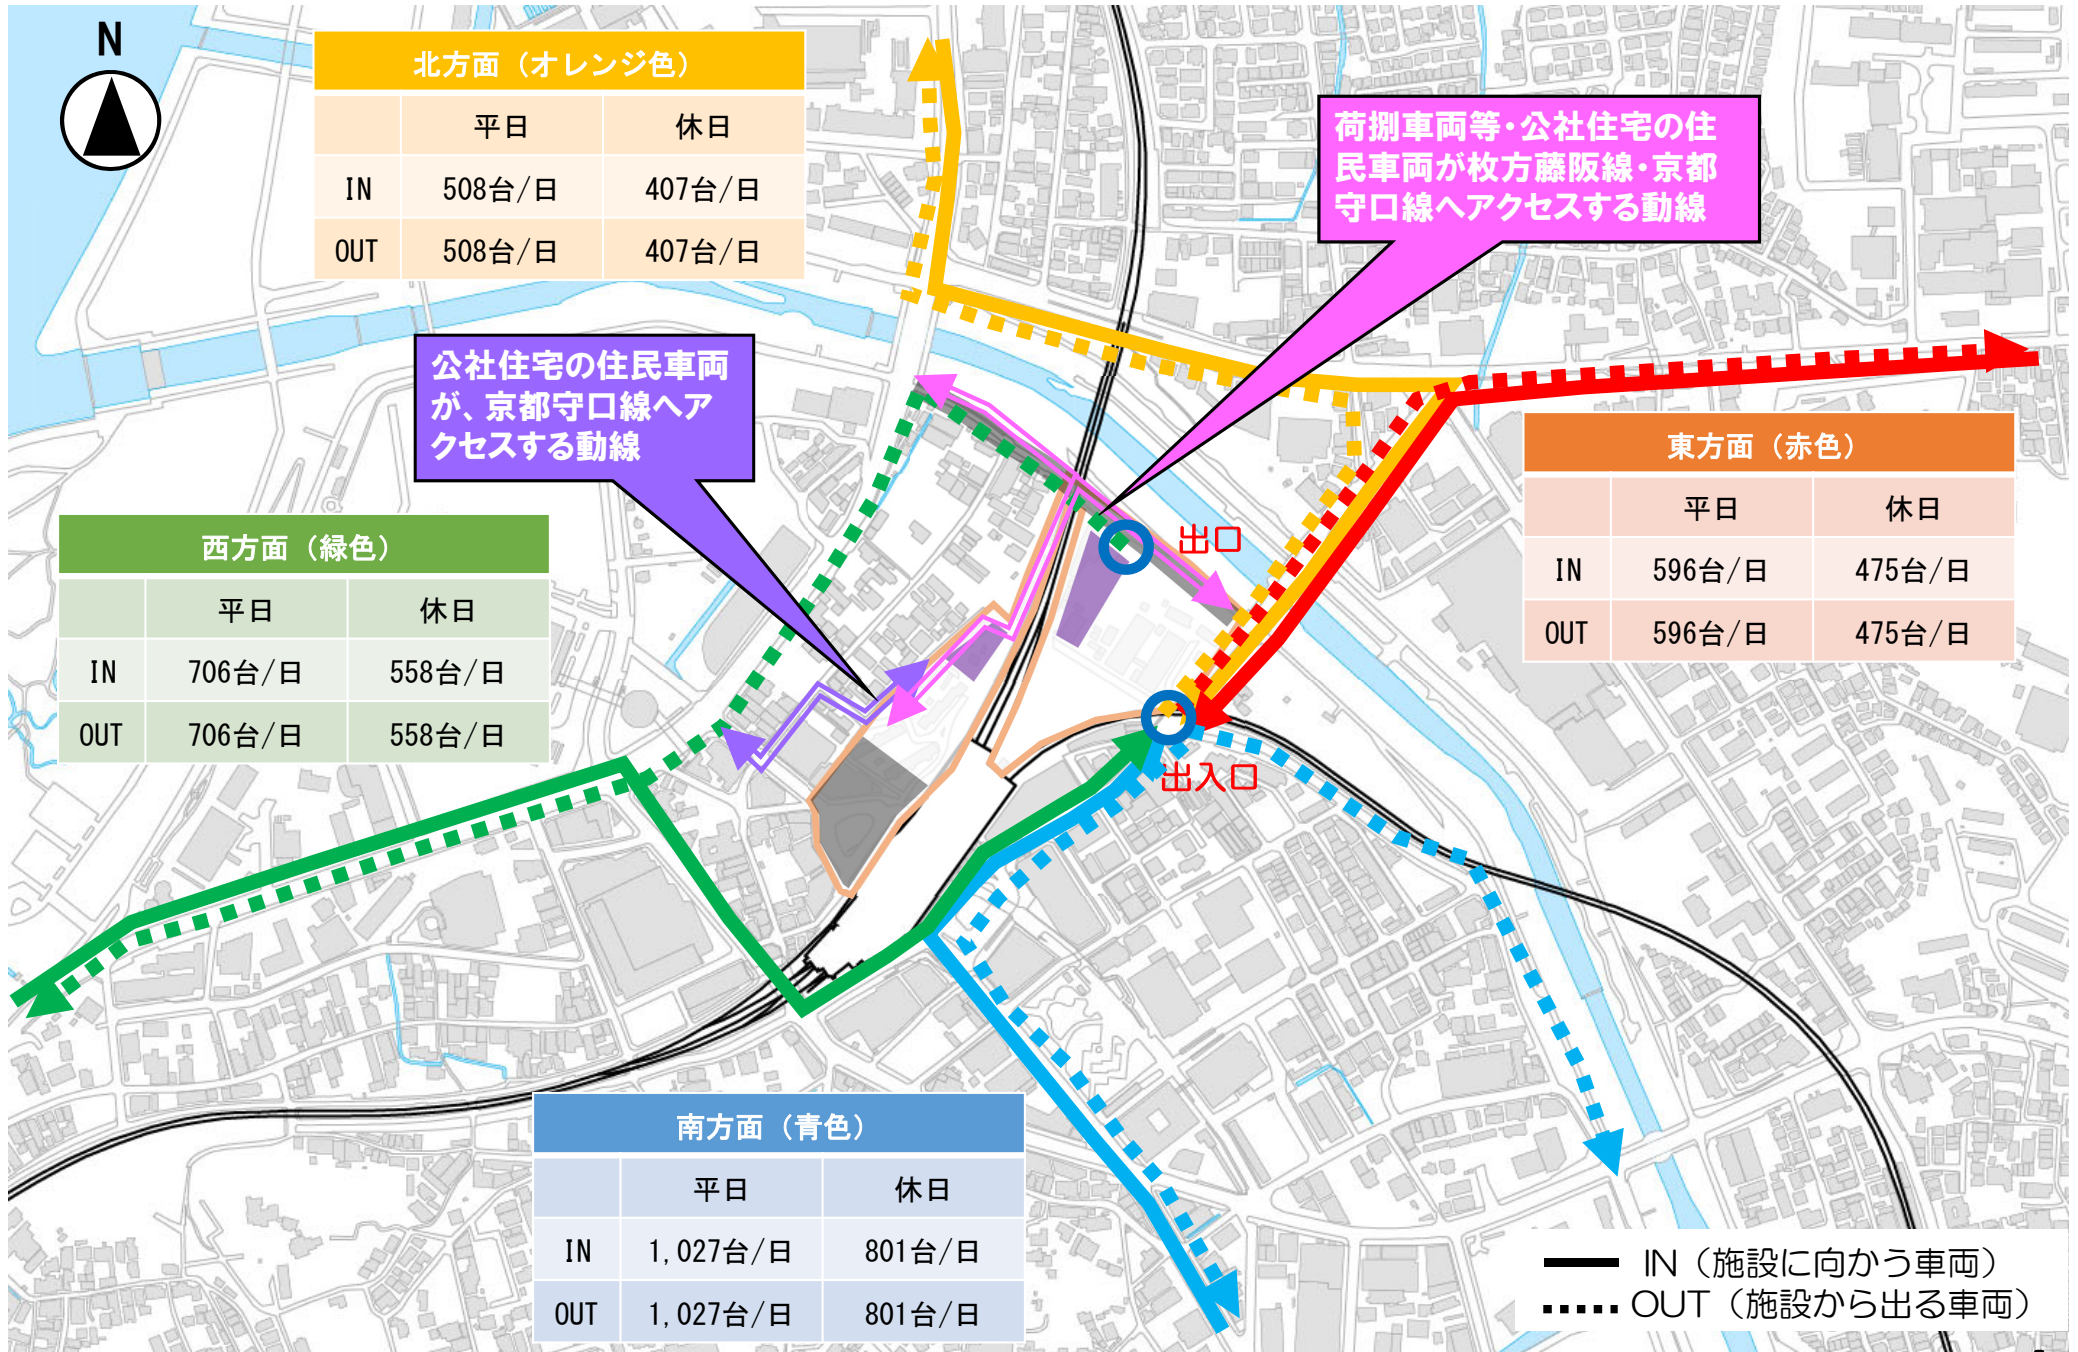 N
北方面（オレンジ色）
平日 休日
IN 508台/日 407台/日
OUT 508台/日 407台/日
荷捌車両等・公社住宅の住
民車両が枚方藤阪線・京都
守口線へアクセスする動線
公社住宅の住民車両
が、京都守口線へア
クセスする動線
東方面（赤色）
平日 休日
IN 596台/日 475台/日
OUT 596台/日 475台/日
西方面（緑色）
平日 休日
IN 706台/日 558台/日
OUT 706台/日 558台/日
出口
出入口
南方面（青色）
平日 休日
IN 1,027台/日 801台/日
OUT 1,027台/日 801台/日
IN（施設に向かう車両）
OUT（施設から出る車両）